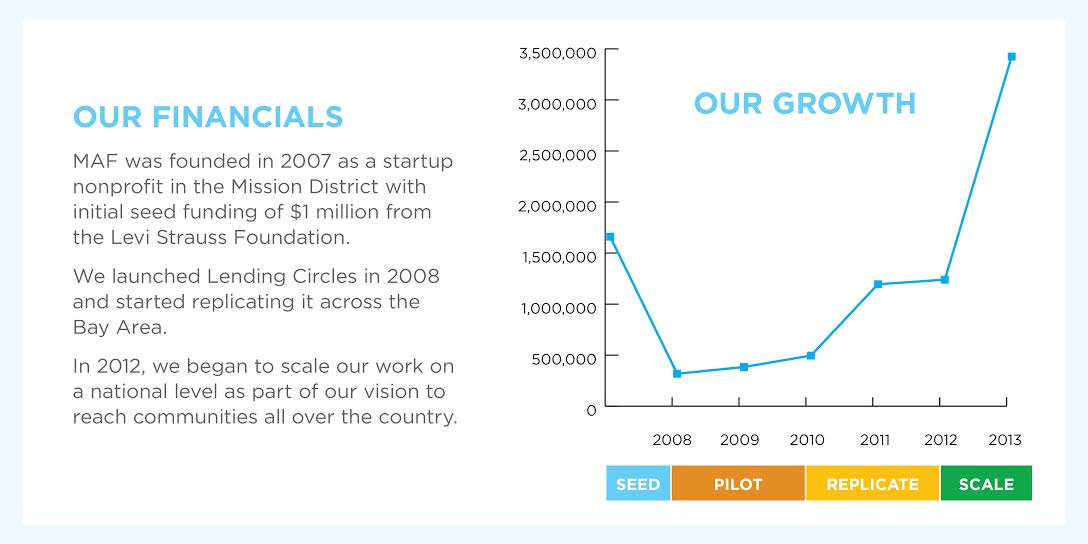 OUR FINANCIALS
MAF was founded in 2007 as a startup
nonprofit in the Mission District with
initial seed funding of $1 million from
the Levi Strauss Foundation.
We launched Lending Circles in 2008
and started replicating it across the
Bay Area.
In 2012, we began to scale our work on
a national level as part of our vision to
reach communities all over the country.
OUR GROWTH
3,500,000
3,000,000
2,500,000
2,000,000
1,500,000
1,000,000
500,000
0
2008 2009 2010 2011 2012 2013
SEED PILOT REPLICATE SCALE